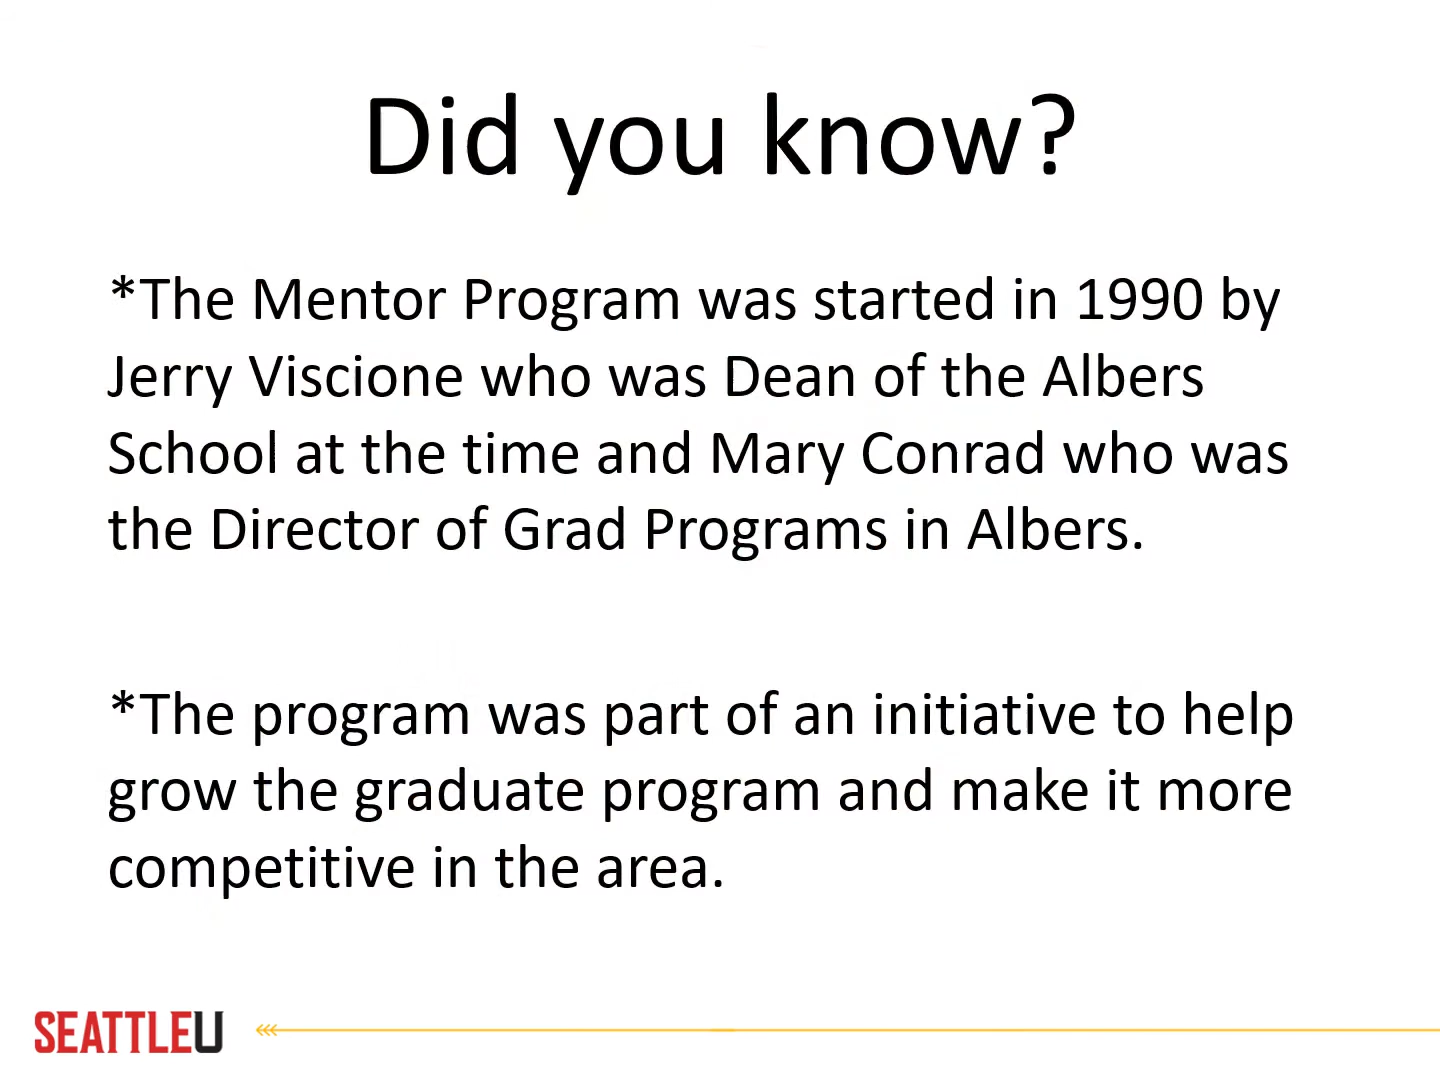 Did you know?
*The Mentor Program was started in 1990 by
Jerry Viscione who was Dean of the Albers
School at the time and Mary Conrad who was
the Director of Grad Programs in Albers.
*The program was part of an initiative to help
grow the graduate program and make it more
competitive in the area.
SEATTLEU